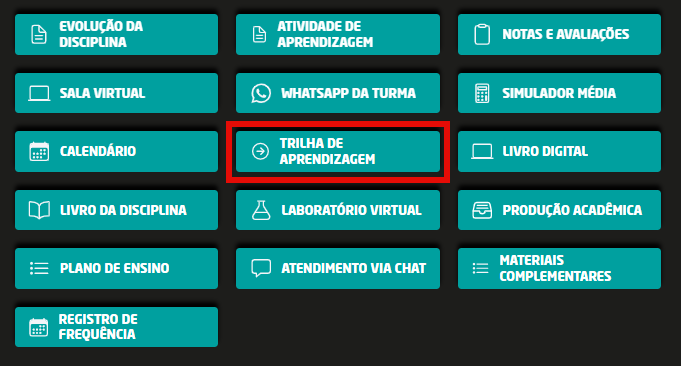 EVOLUÇÃO DA
DISCIPLINA
ATIVIDADE DE
APRENDIZAGEM
NOTAS E AVALIAÇÕES
SALA VIRTUAL
WHATSAPP DA TURMA
SIMULADOR MÉDIA
CALENDÁRIO
TRILHA DE
APRENDIZAGEM
LIVRO DIGITAL
LIVRO DA DISCIPLINA
LABORATÓRIO VIRTUAL
PRODUÇÃO ACADÊMICA
PLANO DE ENSINO
ATENDIMENTO VIA CHAT
MATERIAIS
COMPLEMENTARES
REGISTRO DE
FREQUÊNCIA